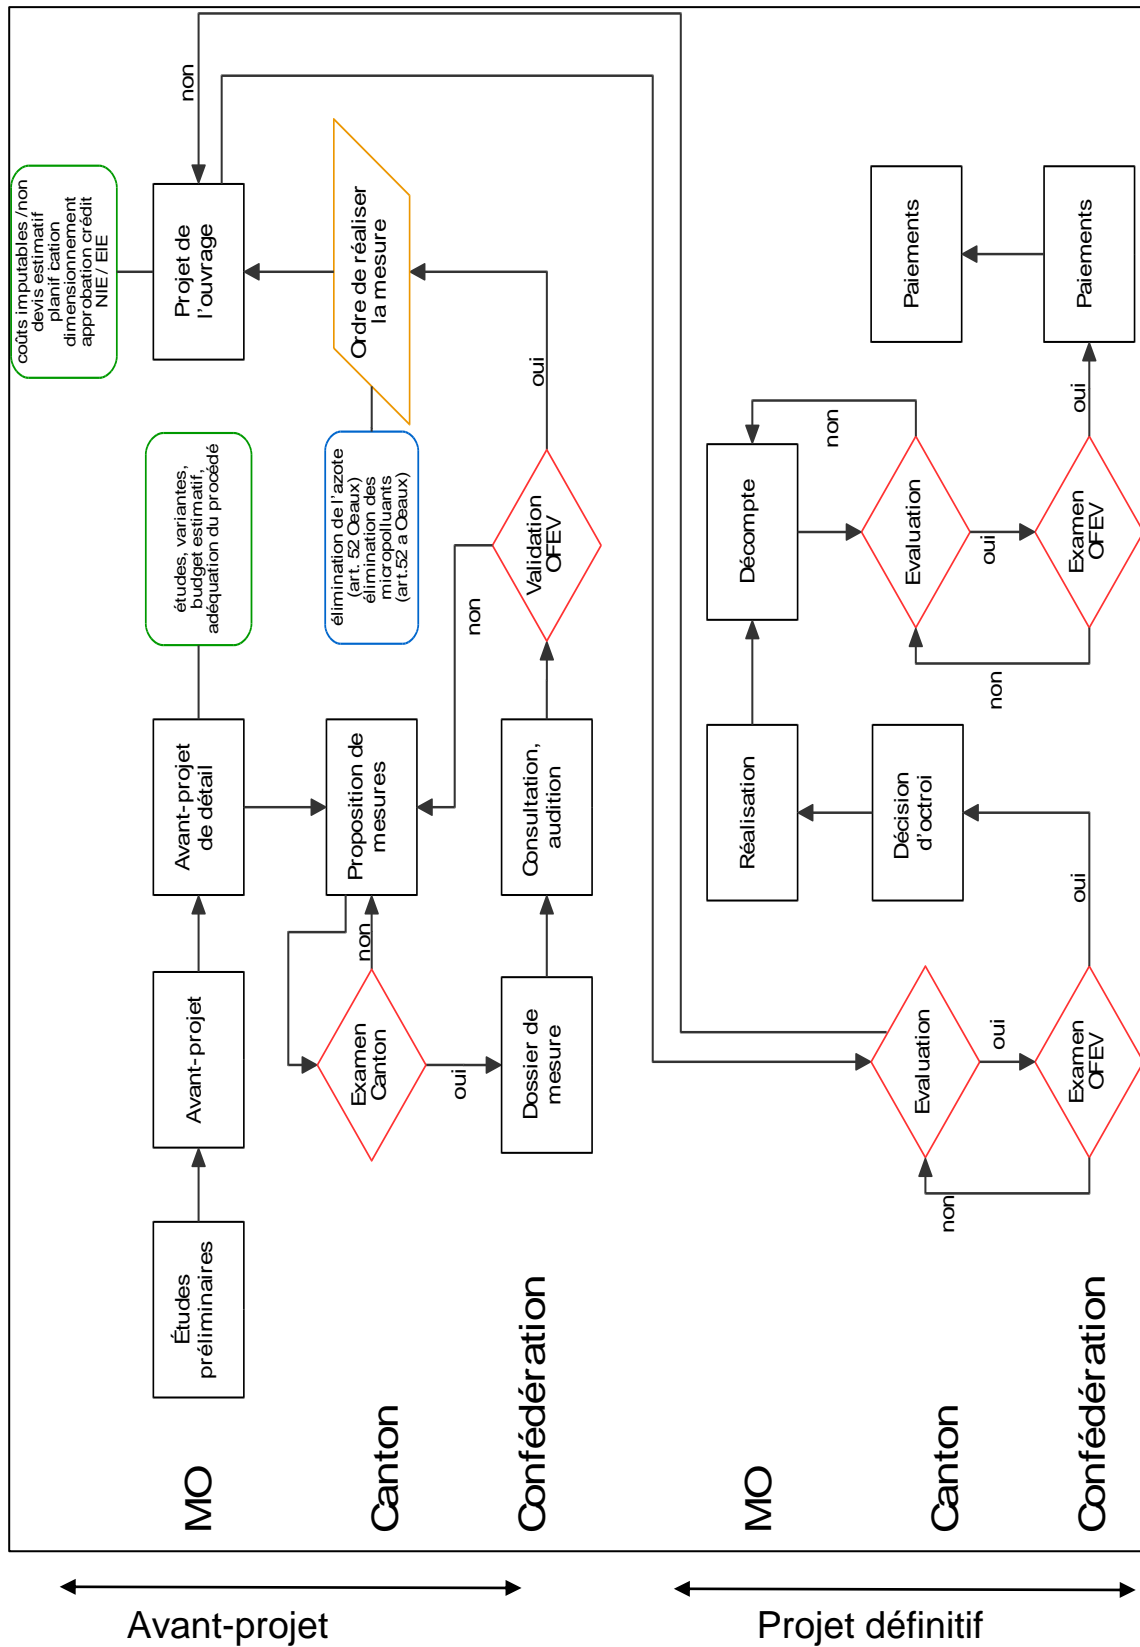 MO
Études
préliminaires
Avant-projet
Avant-projet
de détail
études, variantes,
budget estimatif,
adéquation du procédé
Projet de
l'ouvrage
coûts imputables /non
devis estimatif
planif ication
dimensionnement
approbation crédit
NIE / EIE
non
Canton
Examen
Canton
non
oui
Proposition de
mesures
élimination de l'azote
(art. 52 Oeaux)
élimination des
micropolluants
(art.52 a Oeaux)
Ordre de réaliser
la mesure
Confédération
Dossier de
mesure
Consultation,
audition
non
Validation
OFEV
oui
MO
Réalisation
Décompte
non
Canton
Evaluation
oui
non
Décision
d'octroi
Evaluation
oui
non
Paiements
Confédération
Examen
OFEV
oui
Examen
OFEV
oui
Paiements
Avant-projet
Projet définitif